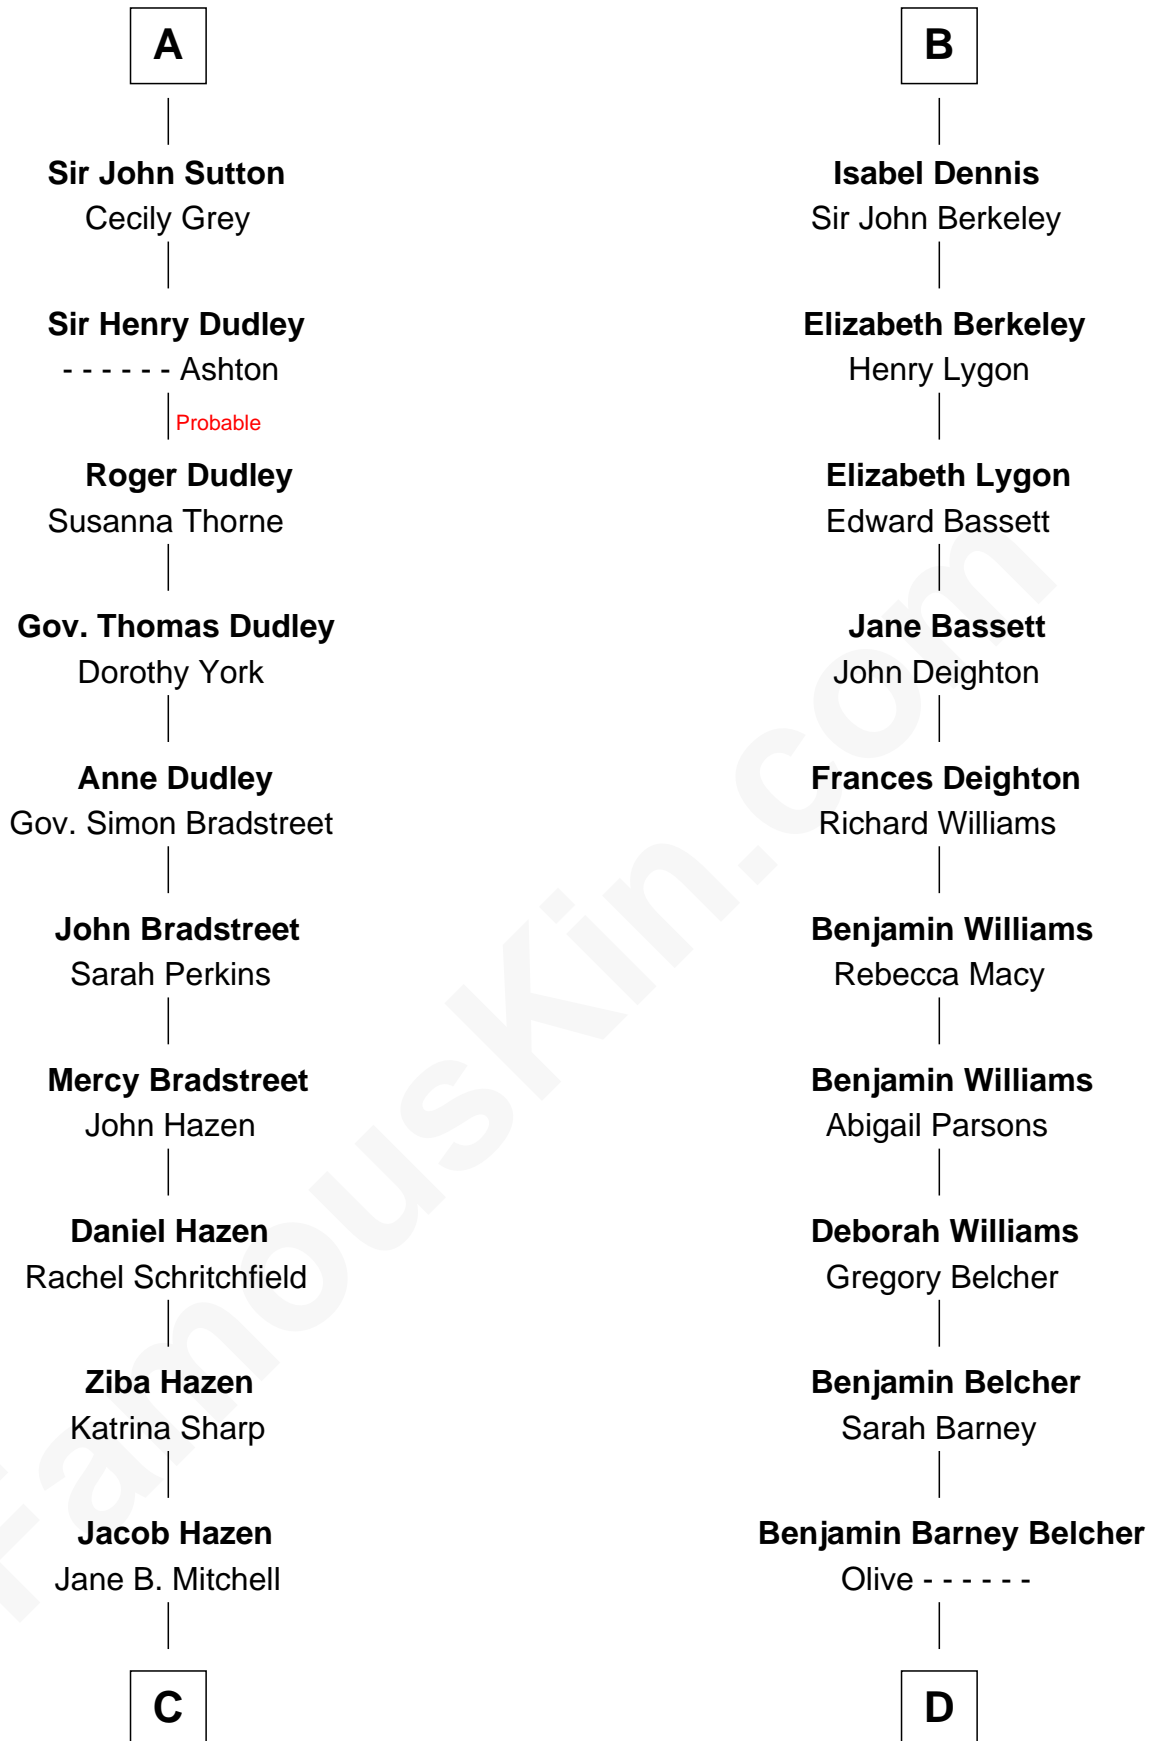 A
Sir John Sutton
Cecily Grey
Sir Henry Dudley
- - - - - - Ashton
Probable
Roger Dudley
Susanna Thorne
Gov. Thomas Dudley
Dorothy York
Anne Dudley
Gov. Simon Bradstreet
John Bradstreet
Sarah Perkins
Mercy Bradstreet
John Hazen
Daniel Hazen
Rachel Schritchfield
Ziba Hazen
Katrina Sharp
Jacob Hazen
Jane B. Mitchell
C
B
Isabel Dennis
Sir John Berkeley
Elizabeth Berkeley
Henry Lygon
Elizabeth Lygon
Edward Bassett
Jane Bassett
John Deighton
Frances Deighton
Richard Williams
Benjamin Williams
Rebecca Macy
Benjamin Williams
Abigail Parsons
Deborah Williams
Gregory Belcher
Benjamin Belcher
Sarah Barney
Benjamin Barney Belcher
Olive - - - - - -
D
FamousKin.com